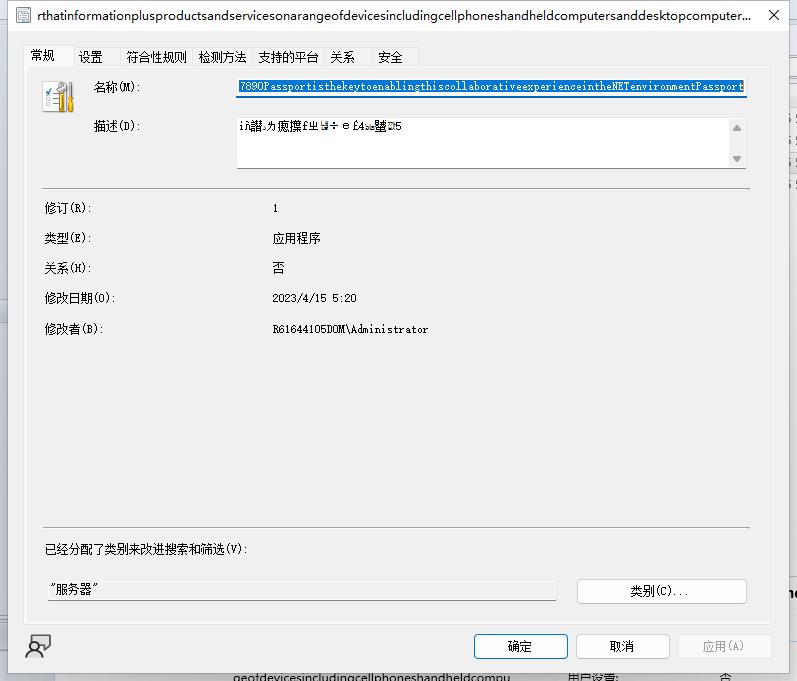 rthatinformationplusproductsandservicesonarangeofdevicesincludingcellphoneshandheldcomputersanddesktopcomputer...
常规 设置 符合性规则 检测方法 支持的平台 关系 安全
名称(M):
7890PassportisthekeytoenablingthiscollaborativeexperienceintheNETenvironmentPassport
描述(D):
修订(R): 1
类型(E): 应用程序
关系(H): 否
修改日期(O): 2023/4/15 5:20
修改者(B): R61644105DOM\Administrator
已经分配了类别来改进搜索和筛选(V):
"服务器"
类别(C)...
确定 取消 应用(A)
geofdevicesincludingcellphoneshandheldcompu 用户设置: 否